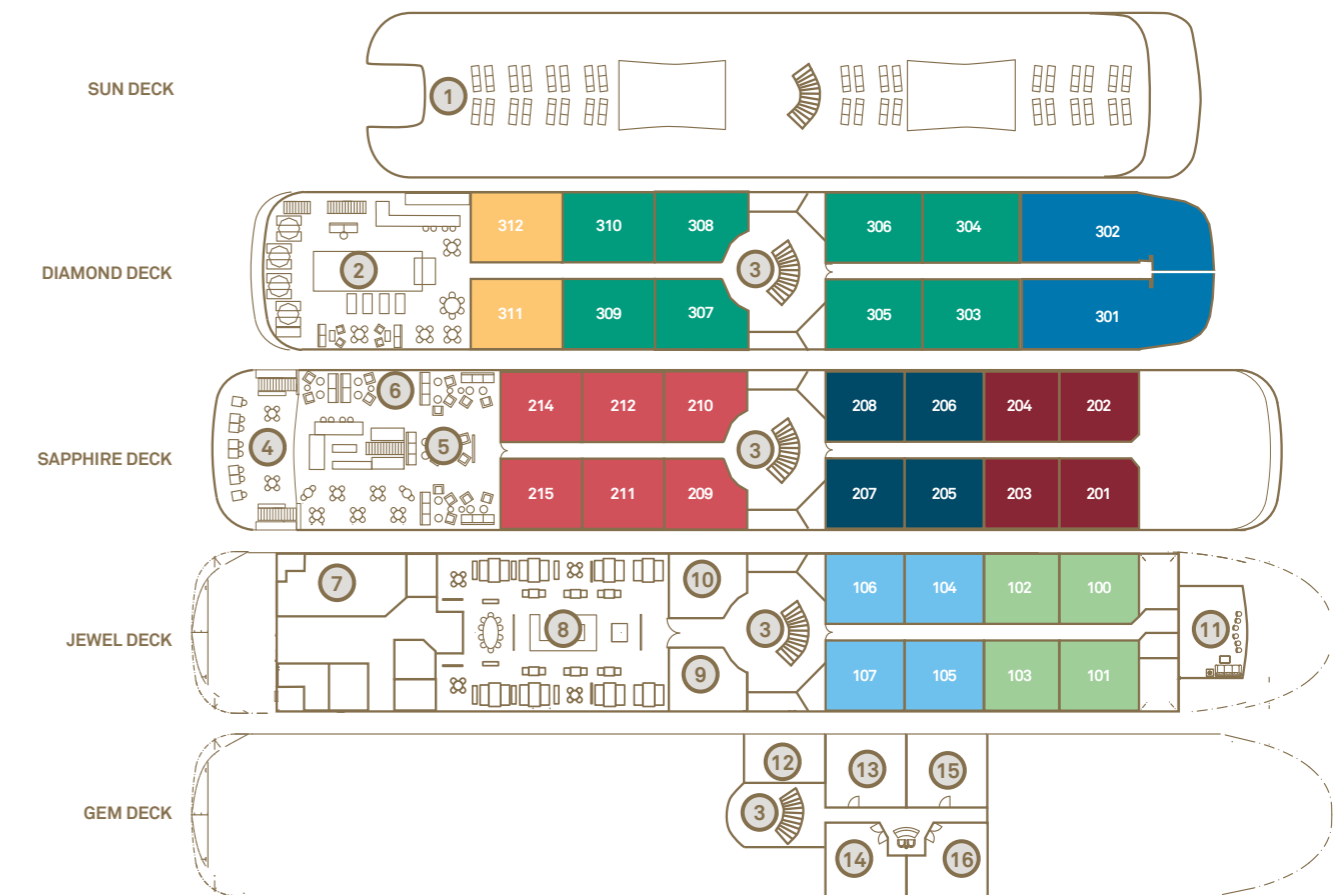 SUN DECK
1
312 310 308 306 304 302
DIAMOND DECK 2 3
311 309 307 305 303 301
6
214 212 210 208 206 204 202
SAPPHIRE DECK 4 5 3
215 211 209 207 205 203 201
7 10 106 104 102 100
JEWEL DECK 8 3 11
9 107 105 103 101
12 13 15
GEM DECK 3
14 16